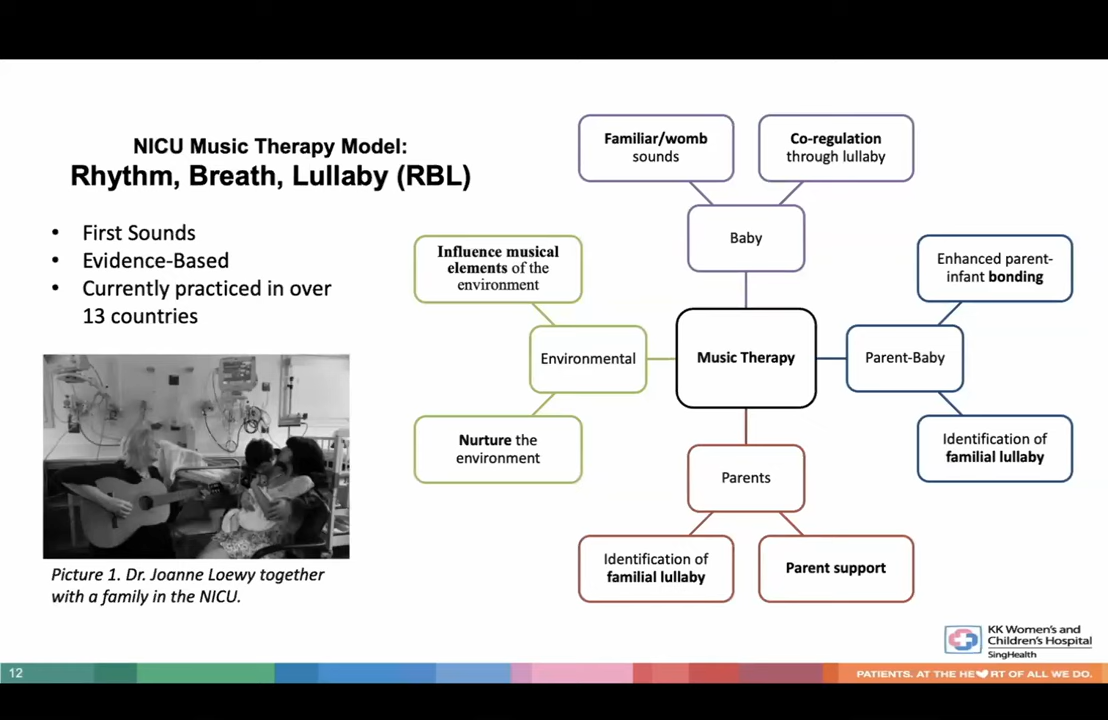 NICU Music Therapy Model:
Rhythm, Breath, Lullaby (RBL)
• First Sounds
• Evidence-Based
• Currently practiced in over
13 countries
Picture 1. Dr. Joanne Loewy together
with a family in the NICU.
Familiar/womb
sounds
Co-regulation
through lullaby
Baby
Influence musical
elements of the
environment
Environmental
Nurture the
environment
Music Therapy
Enhanced parent-
infant bonding
Parent-Baby
Identification of
familial lullaby
Parents
Identification of
familial lullaby
Parent support
KK Women's and
Children's Hospital
SingHealth
12
PATIENTS. AT THE HE♥RT OF ALL WE DO.